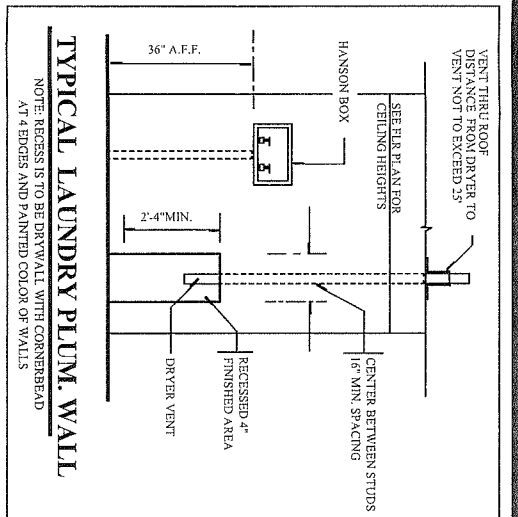 VENT THRU ROOF
DISTANCE FROM DRYER TO
VENT NOT TO EXCEED 25'
SEE FLR PLAN FOR
CEILING HEIGHTS
HANSON BOX
36" A.F.F.
CENTER BETWEEN STUDS
16" MIN. SPACING
2'-4"MIN.
RECESSED 4"
FINISHED AREA
DRYER VENT
TYPICAL LAUNDRY PLUM. WALL
NOTE: RECESS IS TO BE DRYWALL WITH CORNERBEAD
AT 4 EDGES AND PAINTED COLOR OF WALLS